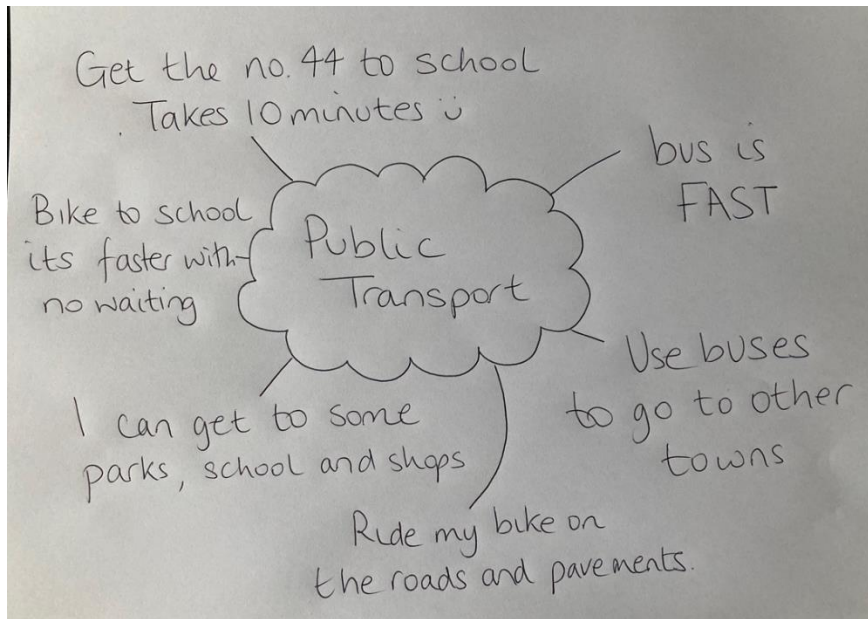 Get the no. 44 to school
Takes 10 minutes
bus is
FAST
Bike to school
its faster with
no waiting
Public
Transport
Use buses
to go to other
towns
I can get to some
parks, school and shops
Ride my bike on
the roads and pavements.